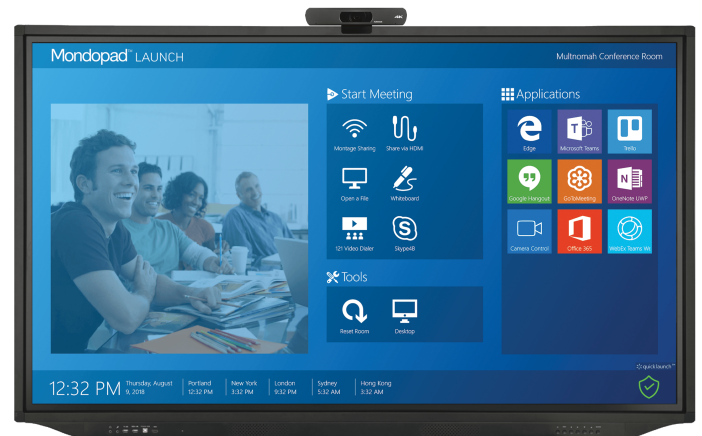 4K
Mondopad™ LAUNCH
Multnomah Conference Room
Start Meeting
Montage Sharing
Share via HDMI
Open a File
Whiteboard
121 Video Dialer
Skype4B
Tools
Reset Room
Desktop
Applications
Edge
Microsoft Teams
Trello
Google Hangout
GoToMeeting
OneNote UWP
Camera Control
Office 365
WebEx Teams Wi
quicklaunch™
12:32 PM
Thursday, August
9, 2018
Portland
12:32 PM
New York
3:32 PM
London
9:32 PM
Sydney
5:32 AM
Hong Kong
3:32 AM